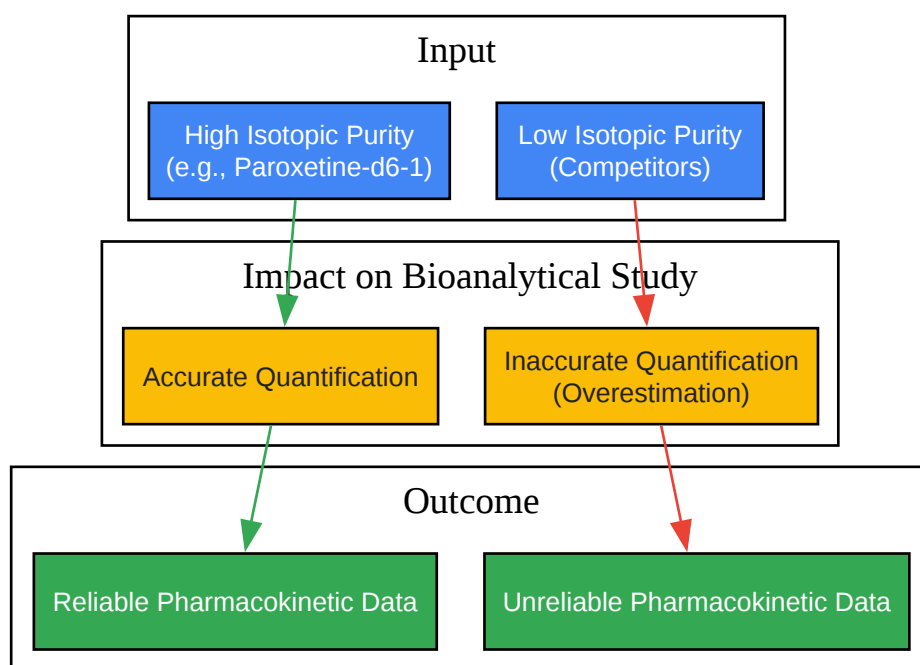 Input
High Isotopic Purity
(e.g., Paroxetine-d6-1)
Low Isotopic Purity
(Competitors)
Impact on Bioanalytical Study
Accurate Quantification
Inaccurate Quantification
(Overestimation)
Outcome
Reliable Pharmacokinetic Data
Unreliable Pharmacokinetic Data